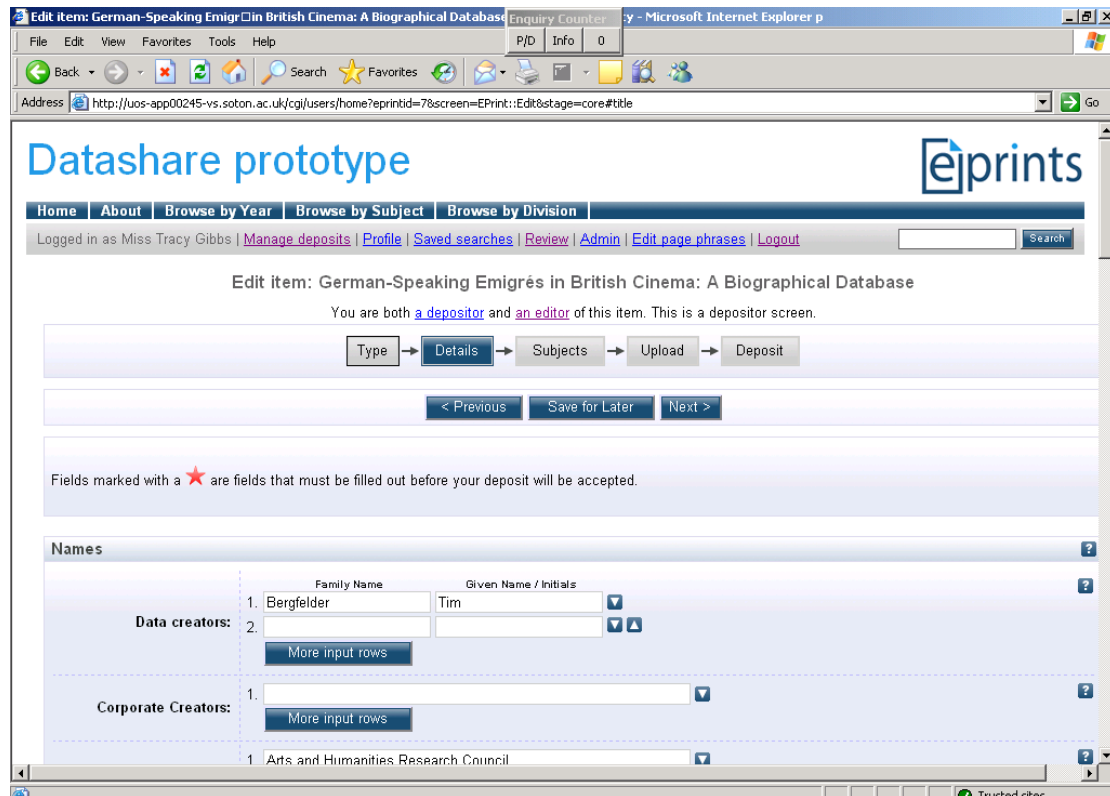 Edit item: German-Speaking Emigr□in British Cinema: A Biographical Database
y - Microsoft Internet Explorer p
Enquiry Counter
P/D Info 0
File Edit View Favorites Tools Help
Back Search Favorites
Address http://uos-app00245-vs.soton.ac.uk/cgi/users/home?eprintid=7&screen=EPrint::Edit&stage=core#title Go
Datashare prototype
eprints
Home About Browse by Year Browse by Subject Browse by Division
Logged in as Miss Tracy Gibbs | Manage deposits | Profile | Saved searches | Review | Admin | Edit page phrases | Logout Search
Edit item: German-Speaking Emigrés in British Cinema: A Biographical Database
You are both a depositor and an editor of this item. This is a depositor screen.
Type → Details → Subjects → Upload → Deposit
< Previous Save for Later Next >
Fields marked with a ★ are fields that must be filled out before your deposit will be accepted.
Names ?
Family Name Given Name / Initials ?
1. Bergfelder Tim
Data creators: 2.
More input rows
1. ?
Corporate Creators:
More input rows
1 Arts and Humanities Research Council ?
Trusted sites